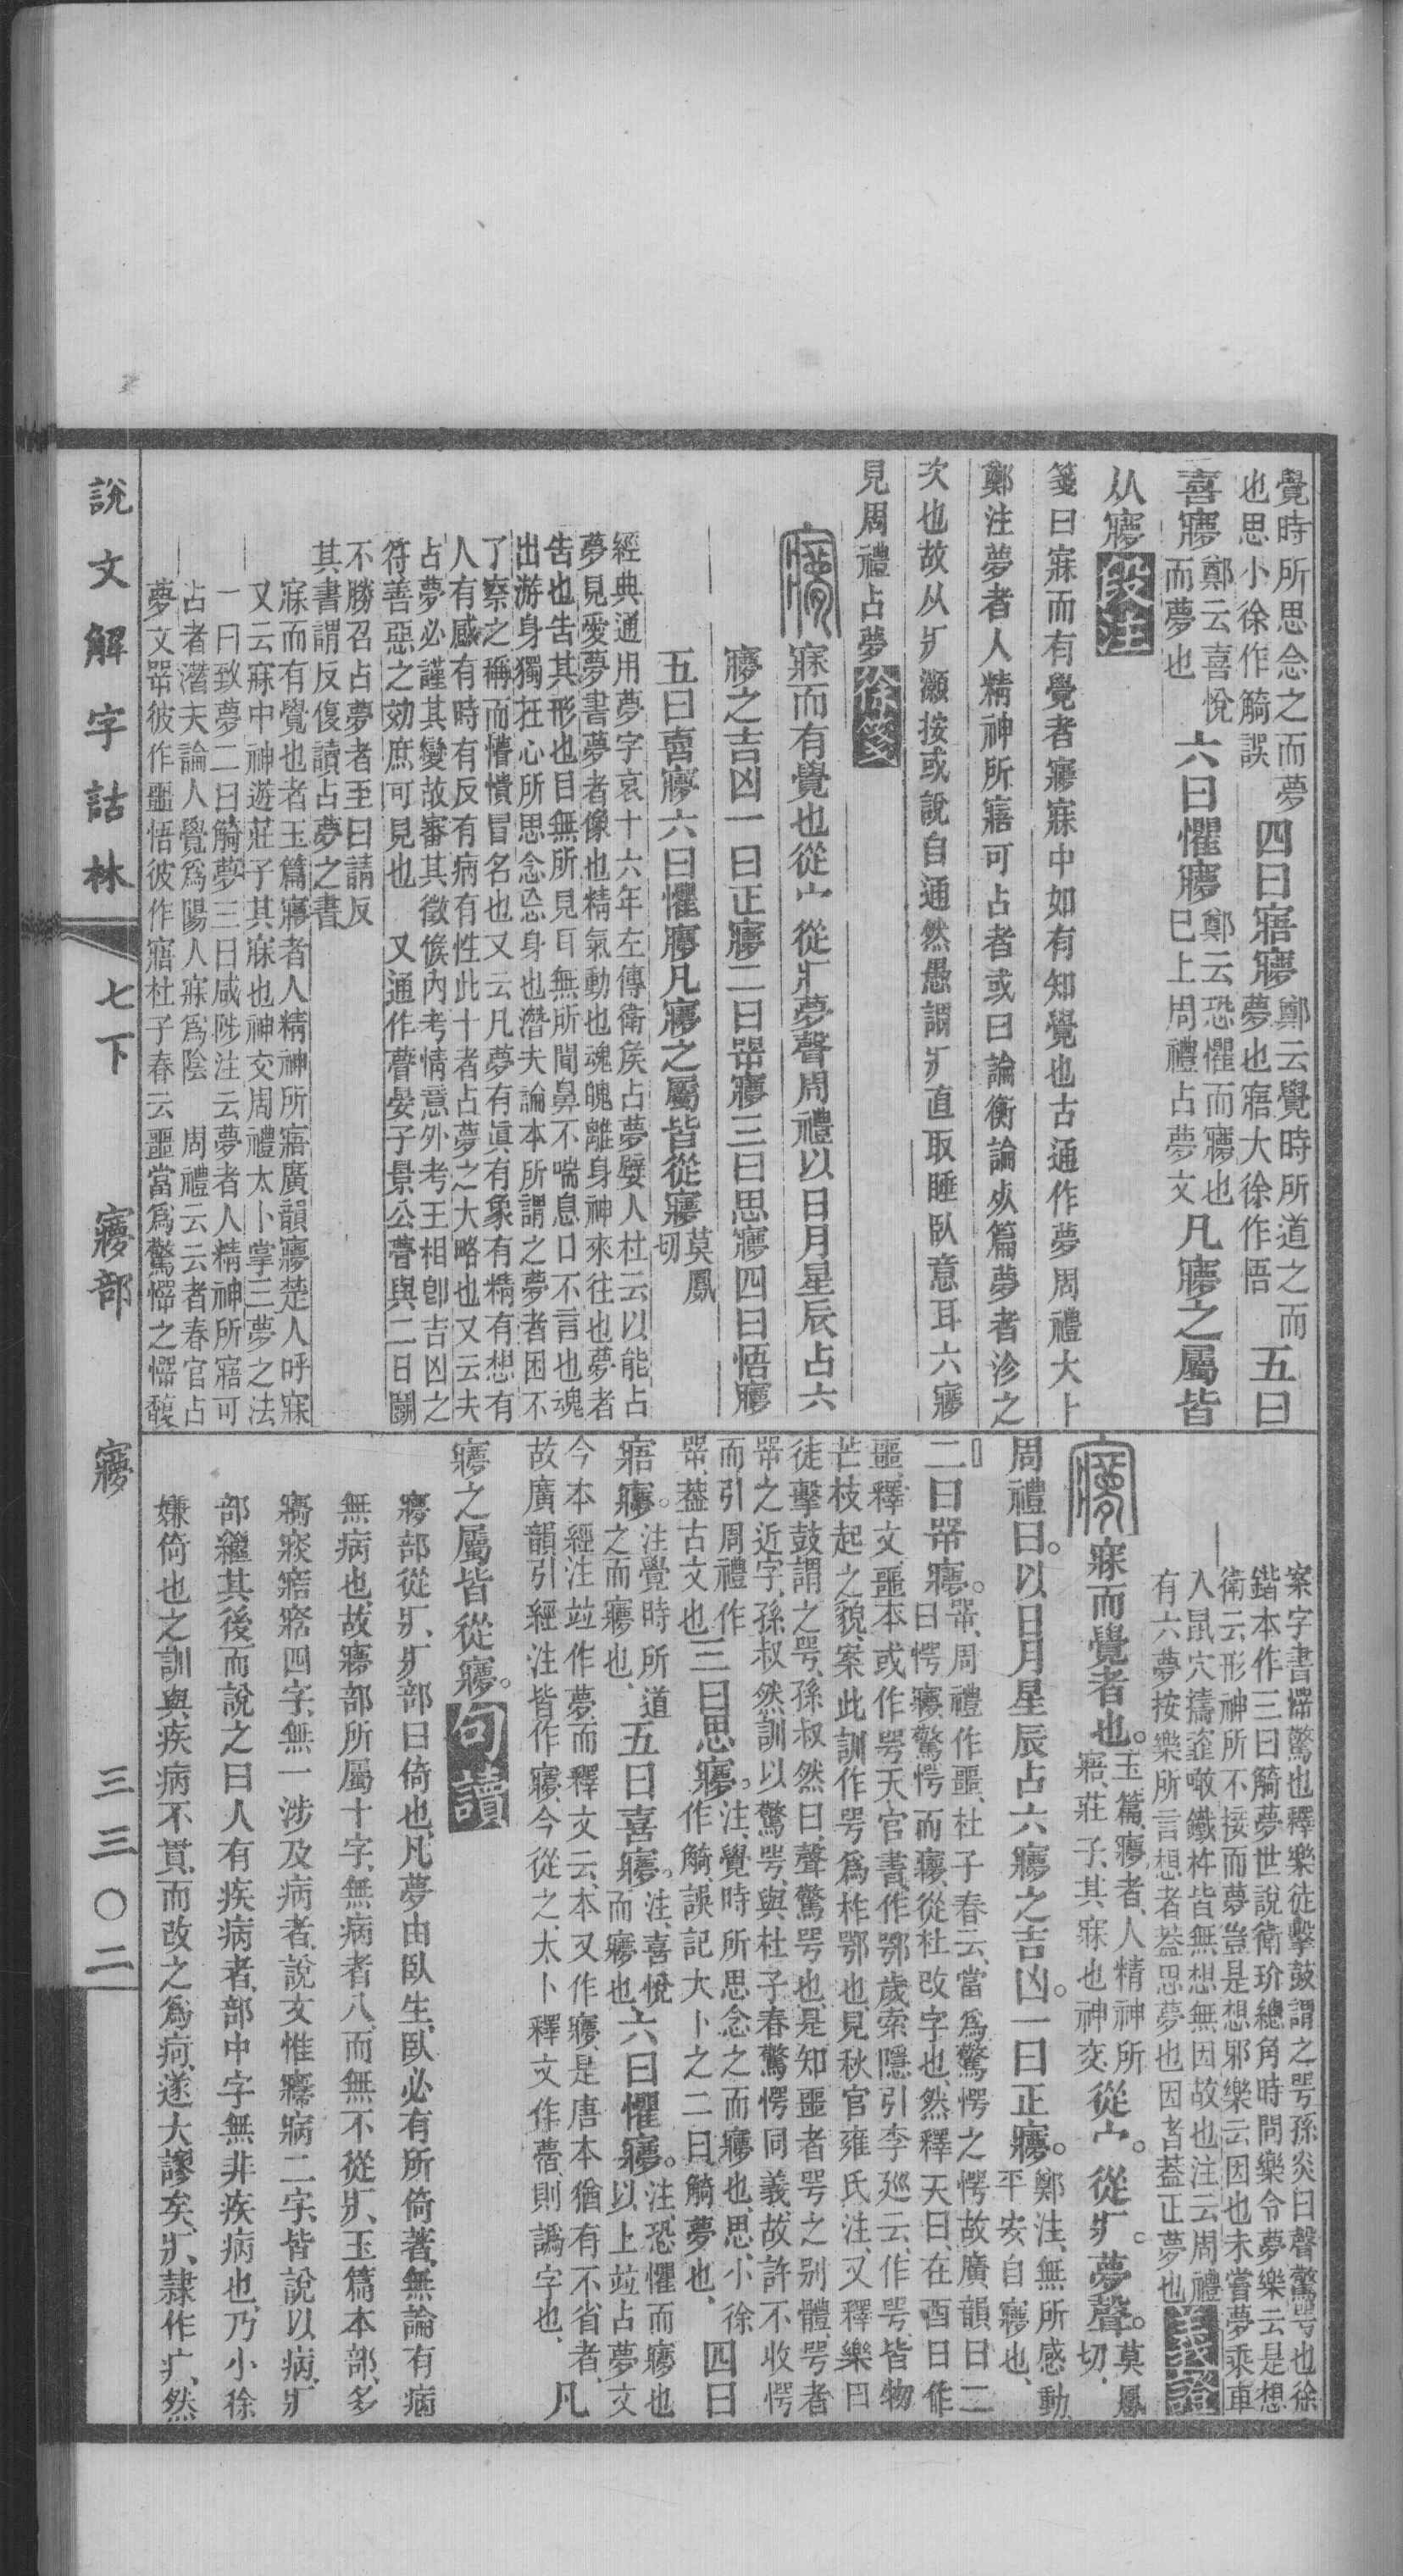 覺時所思念之而夢
也思小徐作觭誤
四曰寤㝱
鄭云覺時所道之而
夢也寤大徐作悟
五曰
喜㝱
鄭云喜悅
而夢也
六曰懼㝱
鄭云恐懼而㝱也
巳上周禮占夢文
凡㝱之屬皆
从㝱段注
箋曰寐而有覺者㝱寐中如有知覺也古通作夢周禮大卜
鄭注夢者人精神所寤可占者或曰論衡論𣦸篇夢者沴之
次也故从爿灝按或說自通然愚謂爿直取睡臥意耳六㝱
見周禮占夢徐箋
寐而有覺也從宀從爿夢聲周禮以日月星辰占六
㝱之吉凶一曰正㝱二曰咢㝱三曰思㝱四曰悟㝱
五曰喜㝱六曰懼㝱凡㝱之屬皆從㝱
莫鳳
切
經典通用夢字哀十六年左傳衛侯占夢嬖人杜云以能占
夢見愛夢書夢者像也精氣動也魂魄離身神來往也夢者
告也告其形也目無所見耳無所聞鼻不喘息口不言也魂
出游身獨在心所思念忘身也潛夫論本所謂之夢者困不
了察之稱而懵憒冒名也又云凡夢有直有象有精有想有
人有感有時有反有病有性此十者占夢之大略也又云夫
占夢必謹其變故審其徵候內考情意外考王相卽吉凶之
符善惡之効庶可見也　又通作瞢晏子景公瞢與二日鬬
不勝召占夢者至曰請反
其書謂反復讀占夢之書
寐而有覺也者玉篇㝱者人精神所寤廣韻㝱楚人呼寐
又云寐中神遊莊子其寐也神交周禮太卜掌三夢之法
一曰致夢二曰觭夢三曰咸陟注云夢者人精神所寤可
占者潛夫論人覺爲陽人寐爲陰　周禮云云者春官占
夢文咢彼作噩悟彼作寤杜子春云噩當爲驚愕之愕馥
案字書愕驚也釋樂徒擊鼓謂之咢孫炎曰聲驚咢也徐
鍇本作三曰觭夢世說衛玠總角時問樂令夢樂云是想
衛云形神所不接而夢豈是想邪樂云因也未嘗夢乘車
入鼠穴擣虀噉鐵杵皆無想無因故也注云周禮
有六夢按樂所言想者葢思夢也因者葢正夢也
義證
寐而覺者也。
玉篇、㝱者、人精神所
寤、莊子、其寐也神交、
從宀。從爿。夢聲。
莫鳳
切、
周禮曰。以日月星辰占六㝱之吉凶。一曰正㝱。
鄭注、無所感動、
平安自㝱也、
二曰咢㝱。
咢、周禮作噩、杜子春云、當爲驚愕之愕、故廣韻曰、二
曰愕㝱、驚愕而㝱、從杜改字也、然釋天曰、在酉曰作
噩、釋文、噩本或作咢、天官書、作鄂、歲、索隱引李巡云、作咢、皆物
芒枝起之貌、案此訓作咢爲柞鄂也、見秋官雍氏注、又釋樂曰
徒擊鼓謂之咢、孫叔然曰、聲驚咢也、是知噩者咢之別體、咢者
咢之近字、孫叔然訓以驚咢、與杜子春驚愕同義、故許不收愕
而引周禮作
咢、葢古文也
三曰思㝱。
注、覺時所思念之而㝱也、思、小徐
作觭、誤記大卜之二曰觭夢也、
四曰
寤㝱。
注、覺時所道
之而㝱也、
五曰喜㝱。
注、喜悅
而㝱也
六曰懼㝱。
注、恐懼而㝱也
以上竝占夢文
今本經注竝作夢、而釋文云、本又作㝱、是唐本猶有不省者、
故廣韻引經注皆作㝱、今從之、太卜釋文作薨、則譌字也、
凡
㝱之屬皆從㝱。句讀
㝱部從爿、爿部曰倚也、凡夢由臥生、臥必有所倚著、無論有病
無病也、故㝱部所屬十字、無病者八、而無不從爿、玉篇本部、多
四字、無一涉及病者、說文惟病二字、皆說以病、爿
部繼其後而說之曰人有疾病者、部中字無非疾病也、乃小徐
嫌倚也之訓與疾病不貫、而改之爲疴、遂大謬矣、爿、隸作疒、然
說文解字詁林
七下
㝱部
㝱
三三〇二